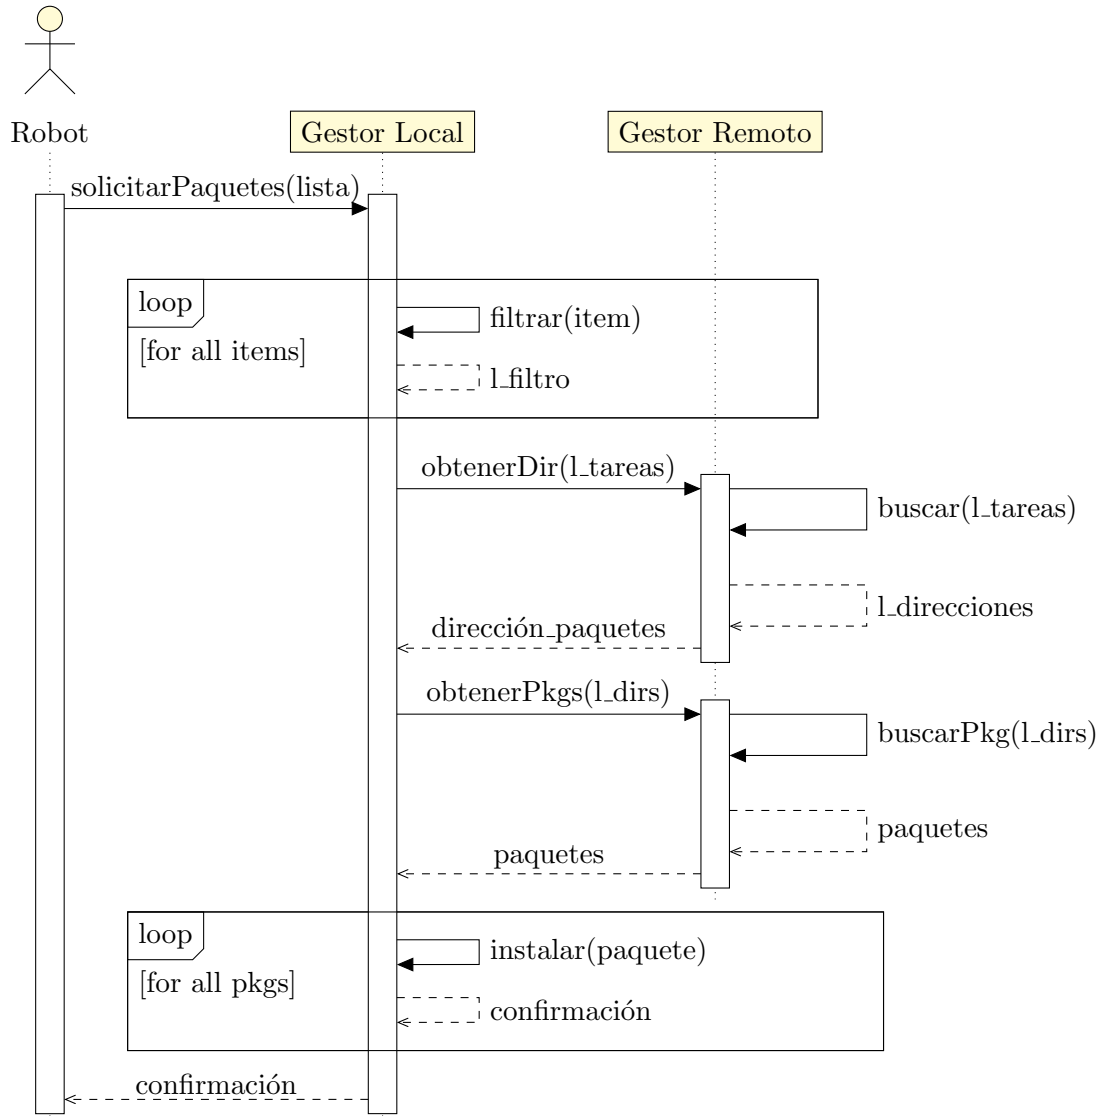 Robot
Gestor Local
Gestor Remoto
solicitarPaquetes(lista)
loop
[for all items]
filtrar(item)
l_filtro
obtenerDir(l_tareas)
buscar(l_tareas)
l_direcciones
dirección_paquetes
obtenerPkgs(l_dirs)
buscarPkg(l_dirs)
paquetes
paquetes
loop
[for all pkgs]
instalar(paquete)
confirmación
confirmación